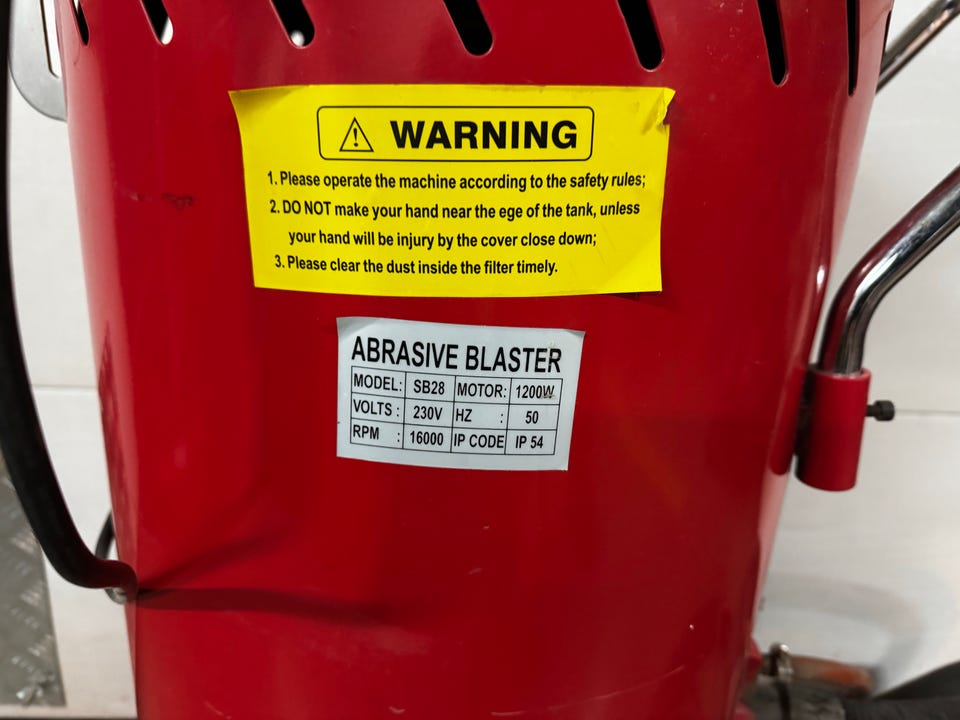 WARNING
1. Please operate the machine according to the safety rules;
2. DO NOT make your hand near the ege of the tank, unless
your hand will be injury by the cover close down;
3. Please clear the dust inside the filter timely.
ABRASIVE BLASTER
MODEL: SB28 MOTOR: 1200W
VOLTS : 230V HZ : 50
RPM : 16000 IP CODE IP 54